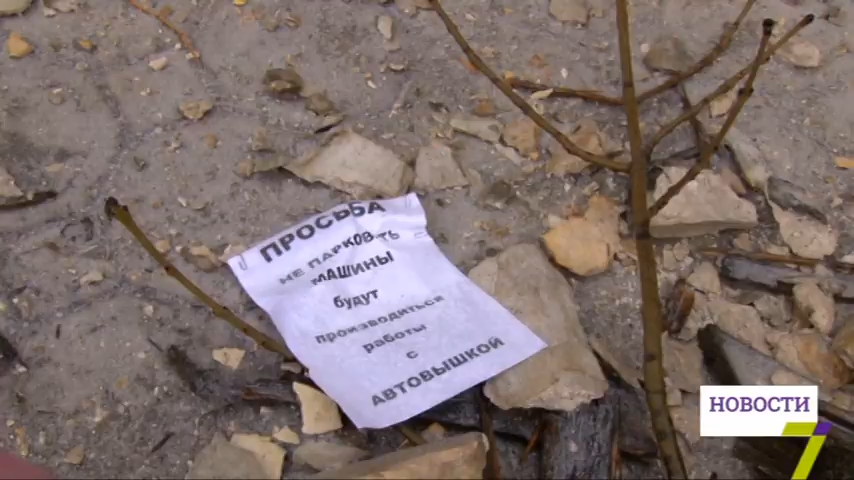 ПРОСЬБА
НЕ ПАРКОВАТЬ
МАШИНЫ
будут
производиться
работы
с
АВТОВЫШКОЙ
НОВОСТИ
7